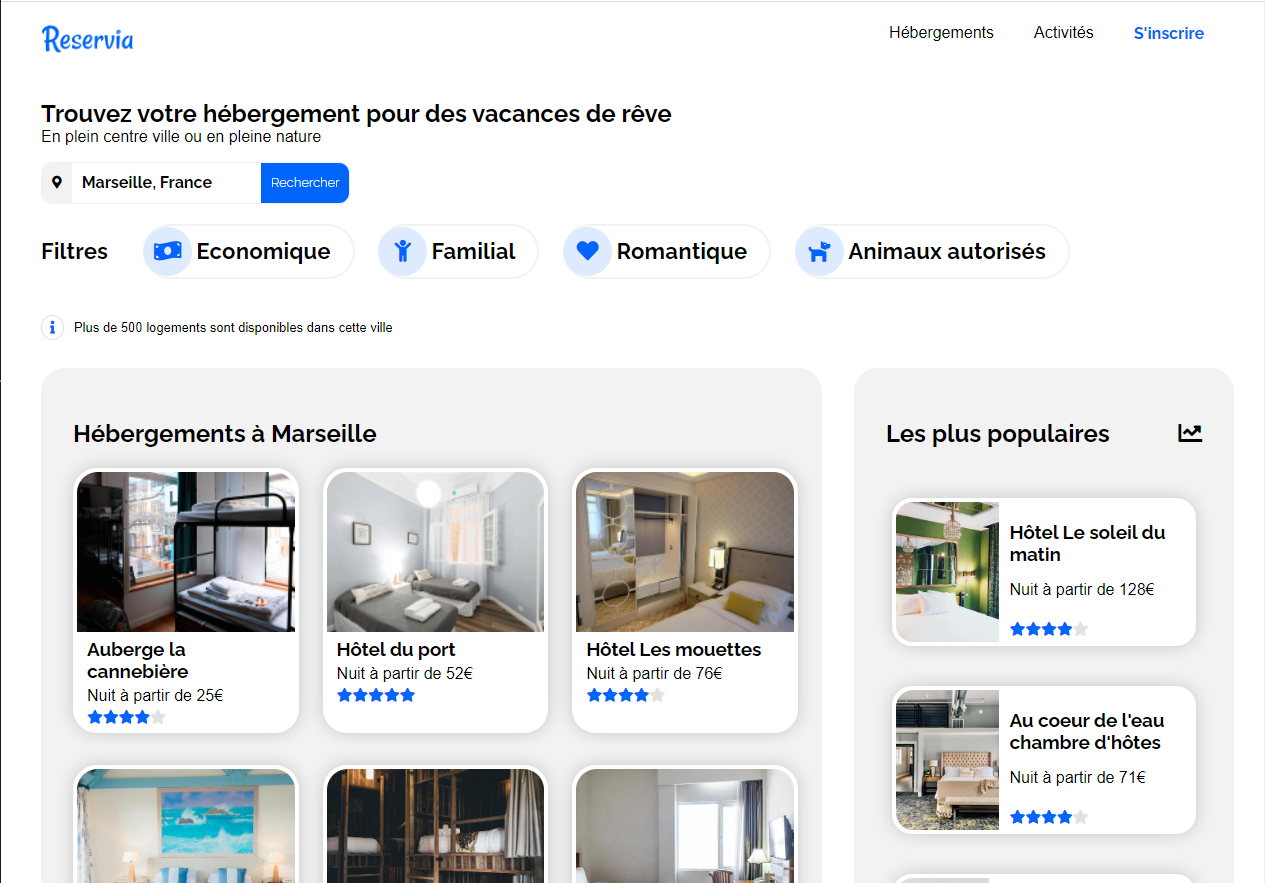 Reservia
Hébergements
Activités
S'inscrire
Trouvez votre hébergement pour des vacances de rêve
En plein centre ville ou en pleine nature
Marseille, France
Rechercher
Filtres
Economique
Familial
Romantique
Animaux autorisés
Plus de 500 logements sont disponibles dans cette ville
Hébergements à Marseille
Auberge la
cannebière
Nuit à partir de 25€
Hôtel du port
Nuit à partir de 52€
Hôtel Les mouettes
Nuit à partir de 76€
Les plus populaires
Hôtel Le soleil du
matin
Nuit à partir de 128€
Au coeur de l'eau
chambre d'hôtes
Nuit à partir de 71€